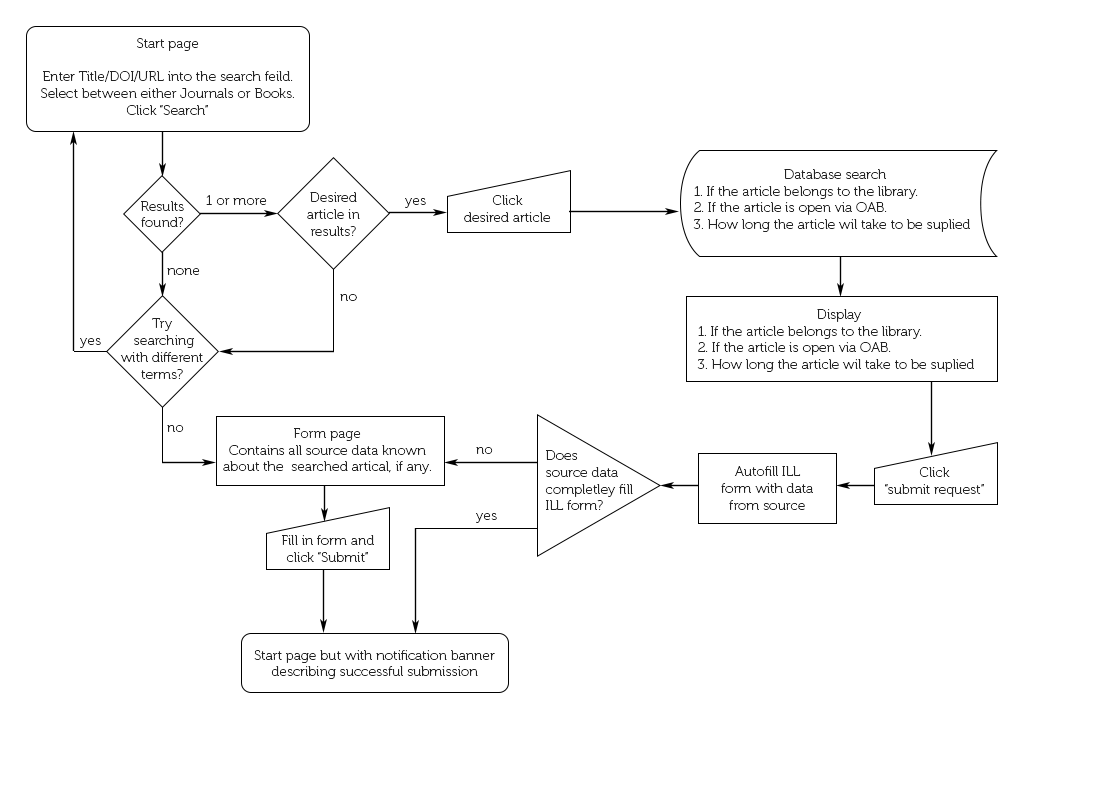 Start page
Enter Title/DOI/URL into the search feild.
Select between either Journals or Books.
Click "Search"
Results
found?
1 or more
Desired
article in
results?
yes
Click
desired article
Database search
1. If the article belongs to the library.
2. If the article is open via OAB.
3. How long the article wil take to be suplied
none
no
Try
searching
with different
terms?
yes
Display
1. If the article belongs to the library.
2. If the article is open via OAB.
3. How long the article wil take to be suplied
no
Form page
Contains all source data known
about the  searched artical, if any.
no
Does
source data
completley fill
ILL form?
Autofill ILL
form with data
from source
Click
"submit request"
yes
Fill in form and
click "Submit"
Start page but with notification banner
describing successful submission